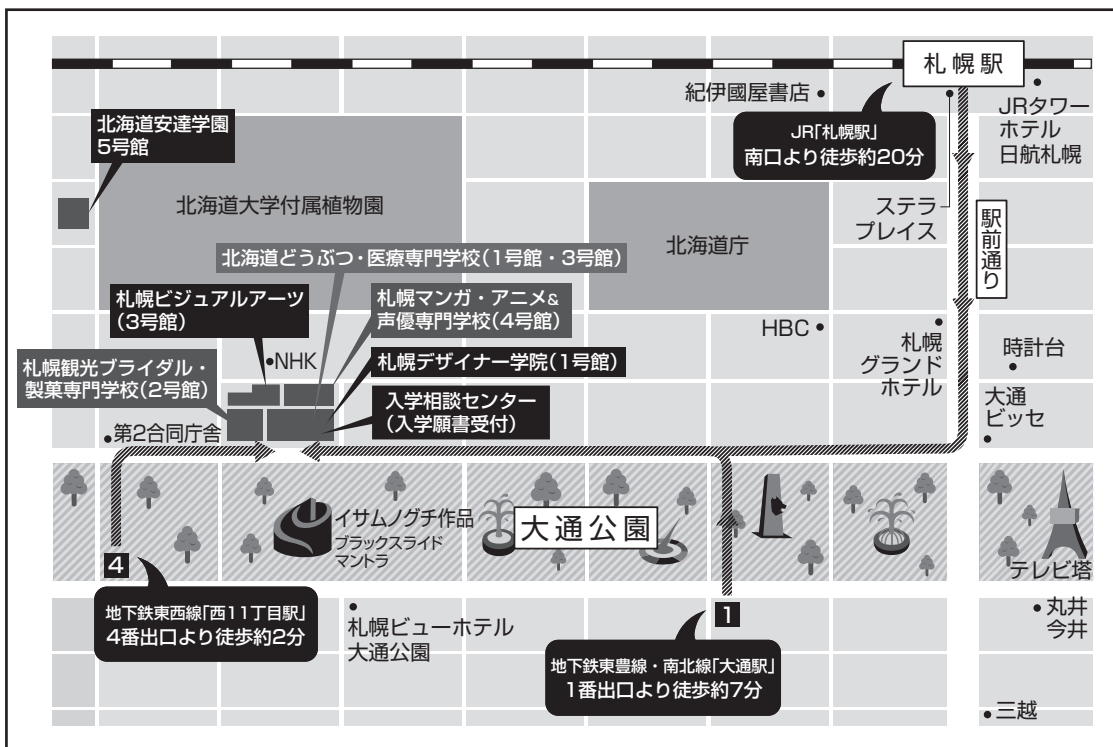 札幌駅
紀伊國屋書店
JRタワー
ホテル
日航札幌
JR「札幌駅」
南口より徒歩約20分
北海道安達学園
5号館
北海道大学付属植物園
北海道庁
ステラ
プレイス
駅前通り
北海道どうぶつ・医療専門学校(1号館・3号館)
札幌ビジュアルアーツ
(3号館)
札幌マンガ・アニメ&
声優専門学校(4号館)
HBC
札幌
グランド
ホテル
時計台
NHK
札幌観光ブライダル・
製菓専門学校(2号館)
札幌デザイナー学院(1号館)
入学相談センター
(入学願書受付)
大通
ビッセ
第2合同庁舎
イサムノグチ作品
ブラックスライド
マントラ
大通公園
テレビ塔
4
地下鉄東西線「西11丁目駅」
4番出口より徒歩約2分
札幌ビューホテル
大通公園
1
地下鉄東豊線・南北線「大通駅」
1番出口より徒歩約7分
丸井
今井
三越